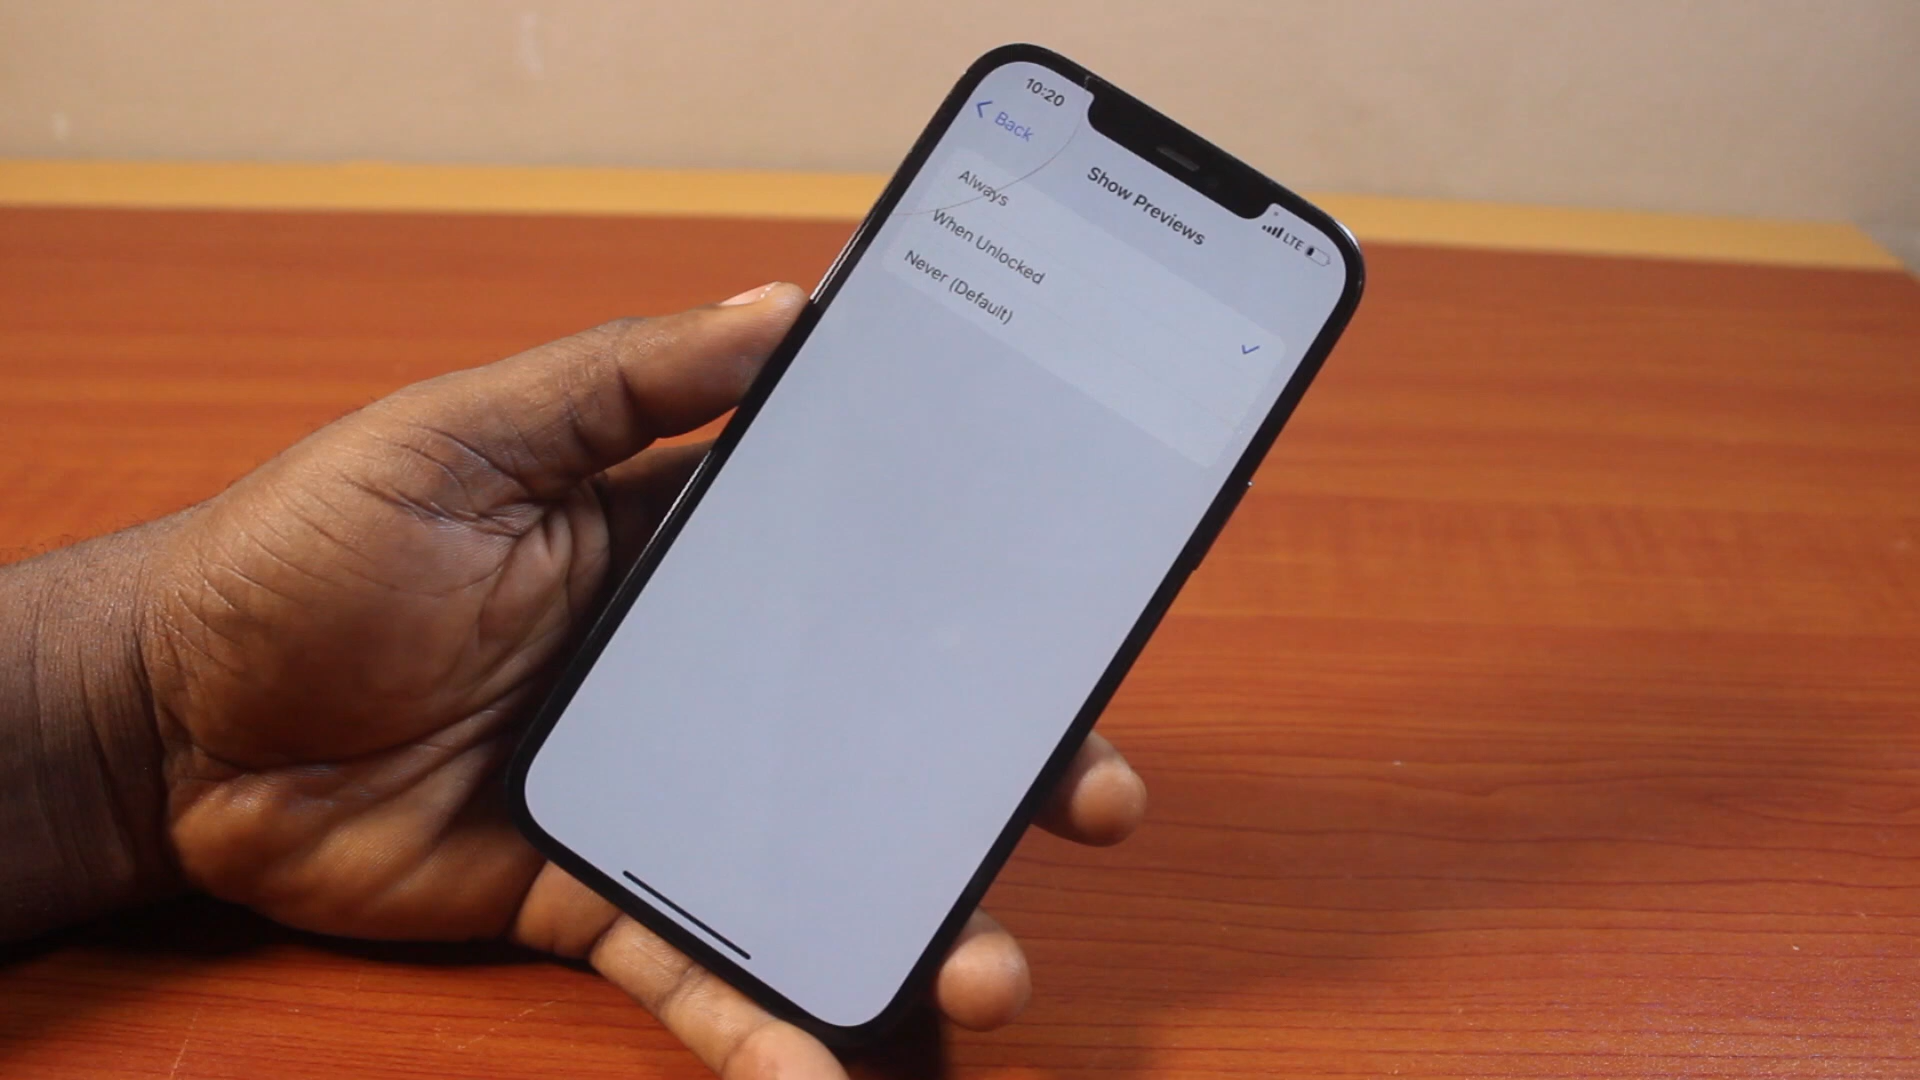 10:20
LTE
Back
Show Previews
Always
When Unlocked
Never (Default)